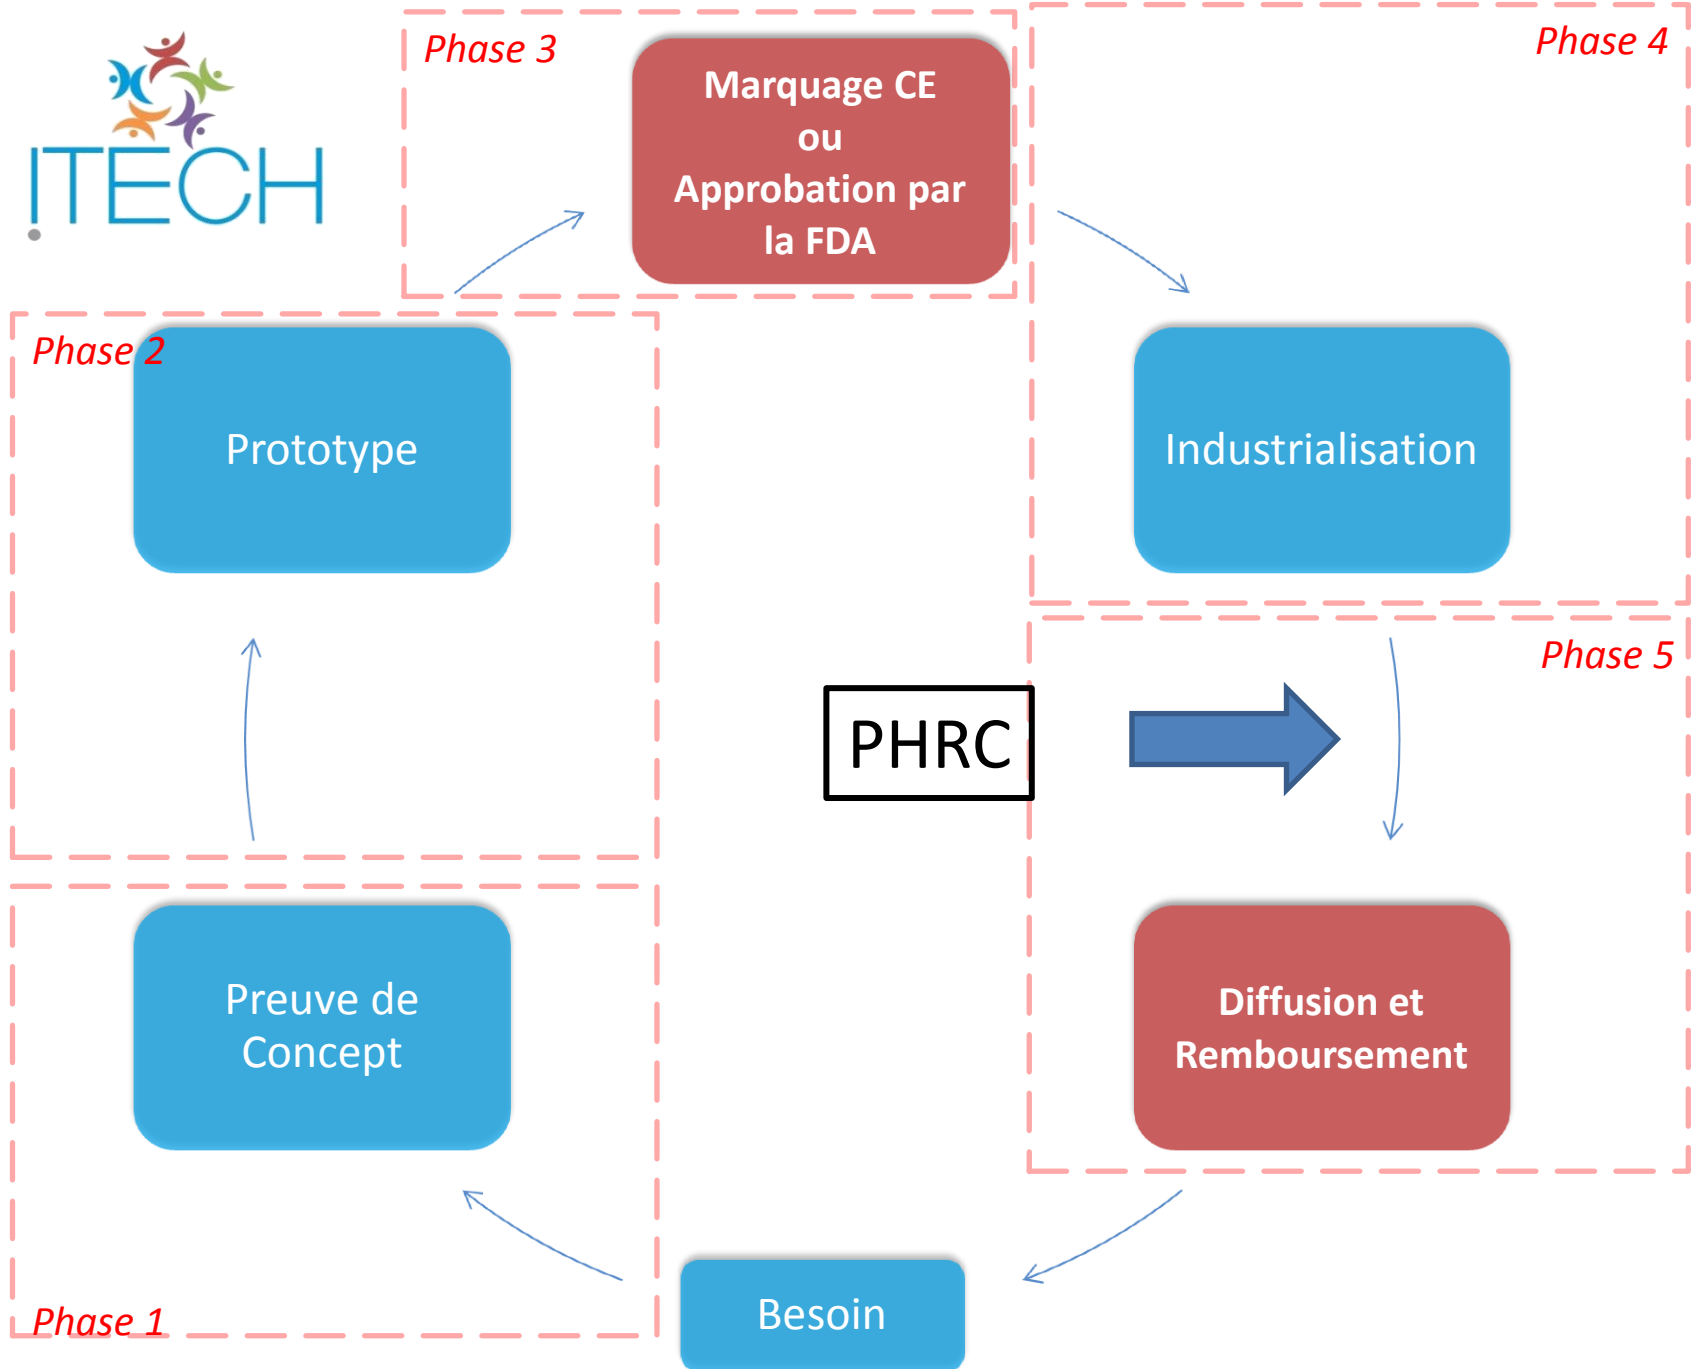 ITECH
Phase 3
Marquage CE
ou
Approbation par
la FDA
Phase 4
Phase 2
Prototype
Industrialisation
Phase 5
PHRC
Preuve de
Concept
Diffusion et
Remboursement
Phase 1
Besoin